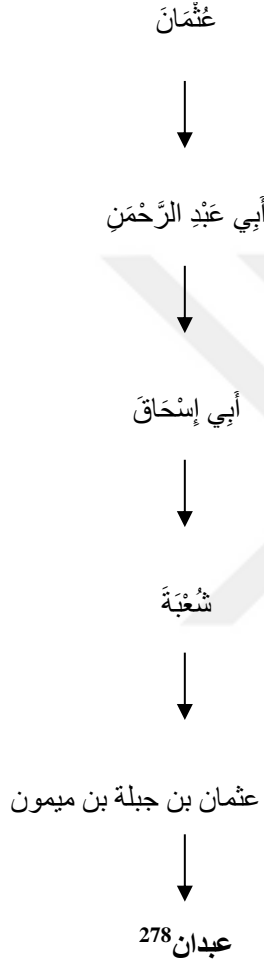 عُثْمَانَ
أَبِي عَبْدِ الرَّحْمَنِ
أَبِي إِسْحَاقَ
شُعْبَةَ
عثمان بن جبلة بن ميمون
عبدان278